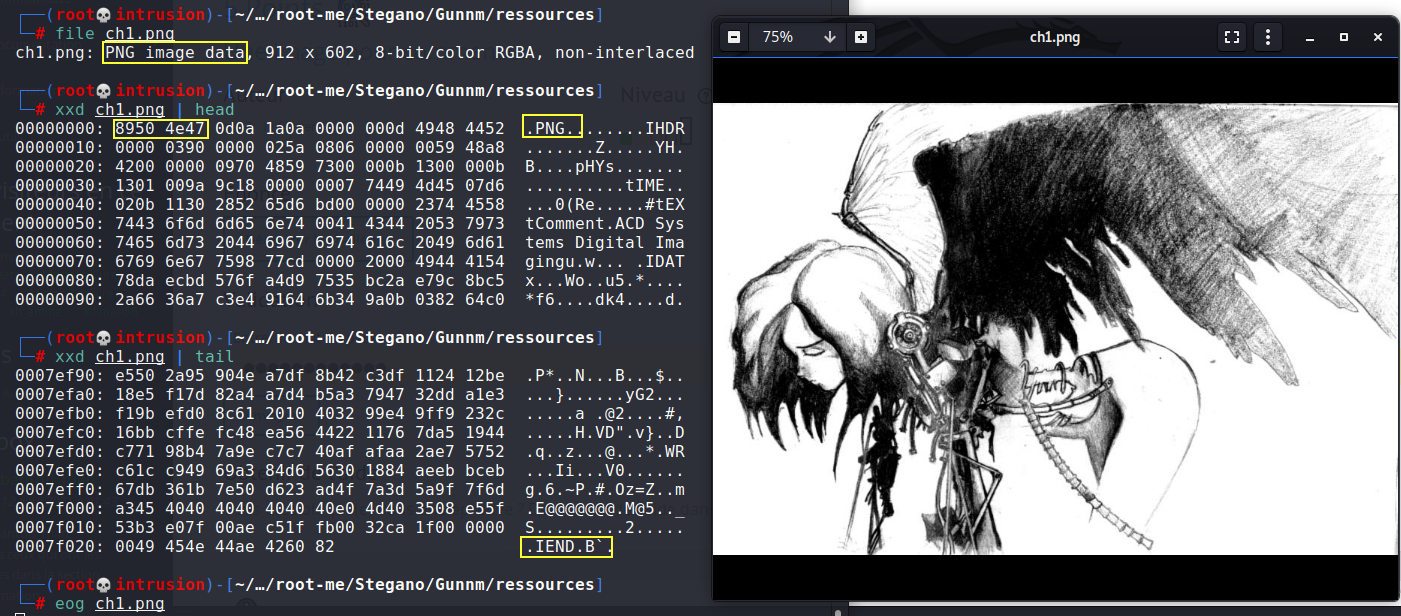 ┌──(root💀intrusion)-[~/…/root-me/Stegano/Gunnm/ressources]
└─# file ch1.png
ch1.png: PNG image data, 912 x 602, 8-bit/color RGBA, non-interlaced
┌──(root💀intrusion)-[~/…/root-me/Stegano/Gunnm/ressources]
└─# xxd ch1.png | head
00000000: 8950 4e47 0d0a 1a0a 0000 000d 4948 4452  .PNG........IHDR
00000010: 0000 0390 0000 025a 0806 0000 0059 48a8  .......Z.....YH.
00000020: 4200 0000 0970 4859 7300 000b 1300 000b  B....pHYs.......
00000030: 1301 009a 9c18 0000 0007 7449 4d45 07d6  ..........tIME..
00000040: 020b 1130 2852 65d6 bd00 0000 2374 4558  ...0(Re.....#tEX
00000050: 7443 6f6d 6d65 6e74 0041 4344 2053 7973  tComment.ACD Sys
00000060: 7465 6d73 2044 6967 6974 616c 2049 6d61  tems Digital Ima
00000070: 6769 6e67 7598 77cd 0000 2000 4944 4154  gingu.w... .IDAT
00000080: 78da ecbd 576f a4d9 7535 bc2a e79c 8bc5  x...Wo..u5.*....
00000090: 2a66 36a7 c3e4 9164 6b34 9a0b 0382 64c0  *f6....dk4....d.
┌──(root💀intrusion)-[~/…/root-me/Stegano/Gunnm/ressources]
└─# xxd ch1.png | tail
0007ef90: e550 2a95 904e a7df 8b42 c3df 1124 12be  .P*..N...B...$..
0007efa0: 18e5 f17d 82a4 a7d4 b5a3 7947 32dd a1e3  ...}......yG2...
0007efb0: f19b efd0 8c61 2010 4032 99e4 9ff9 232c  .....a .@2....#,
0007efc0: 16bb cffe fc48 ea56 4422 1176 7da5 1944  .....H.VD".v}..D
0007efd0: c771 98b4 7a9e c7c7 40af afaa 2ae7 5752  .q..z...@...*.WR
0007efe0: c61c c949 69a3 84d6 5630 1884 aeeb bceb  ...Ii...V0......
0007eff0: 67db 361b 7e50 d623 ad4f 7a3d 5a9f 7f6d  g.6.~P.#.Oz=Z..m
0007f000: a345 4040 4040 4040 40e0 4d40 3508 e55f  .E@@@@@@@.M@5.._
0007f010: 53b3 e07f 00ae c51f fb00 32ca 1f00 0000  S.........2.....
0007f020: 0049 454e 44ae 4260 82  .IEND.B`.
┌──(root💀intrusion)-[~/…/root-me/Stegano/Gunnm/ressources]
└─# eog ch1.png
75%
ch1.png